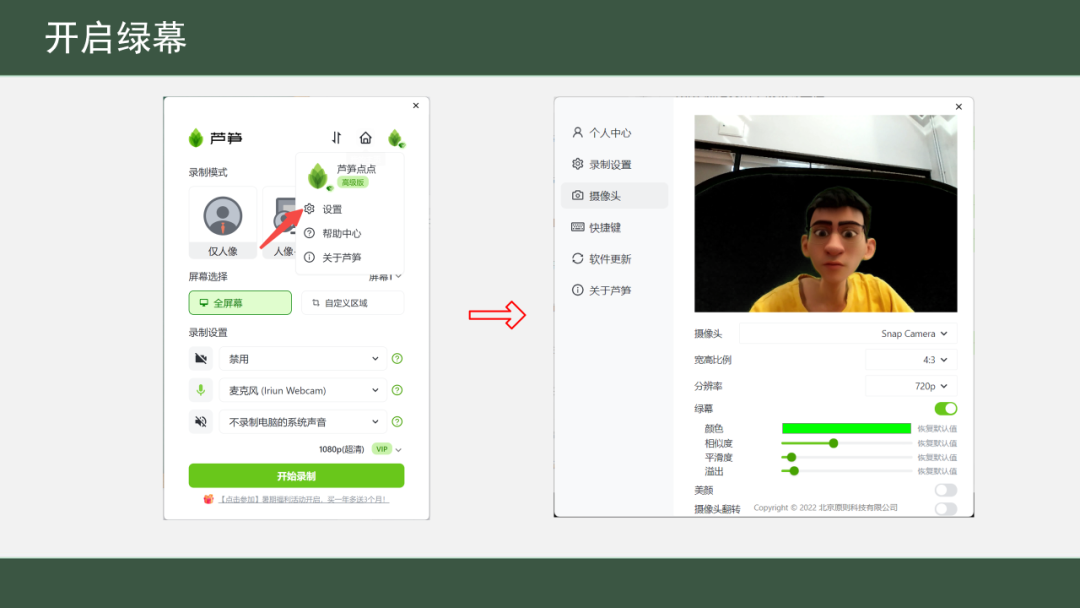 开启绿幕
芦笋
芦笋点点
高级版
录制模式
设置
帮助中心
仅人像
人像
关于芦笋
屏幕选择
屏幕1
全屏幕
自定义区域
录制设置
禁用
麦克风 (Iriun Webcam)
不录制电脑的系统声音
1080p(超清) VIP
开始录制
【点击参加】暑期福利活动开启，买一年多送3个月！
个人中心
录制设置
摄像头
快捷键
软件更新
关于芦笋
摄像头 Snap Camera
宽高比例 4:3
分辨率 720p
绿幕
颜色 恢复默认值
相似度 恢复默认值
平滑度 恢复默认值
溢出 恢复默认值
美颜
摄像头翻转
Copyright © 2022 北京原则科技有限公司